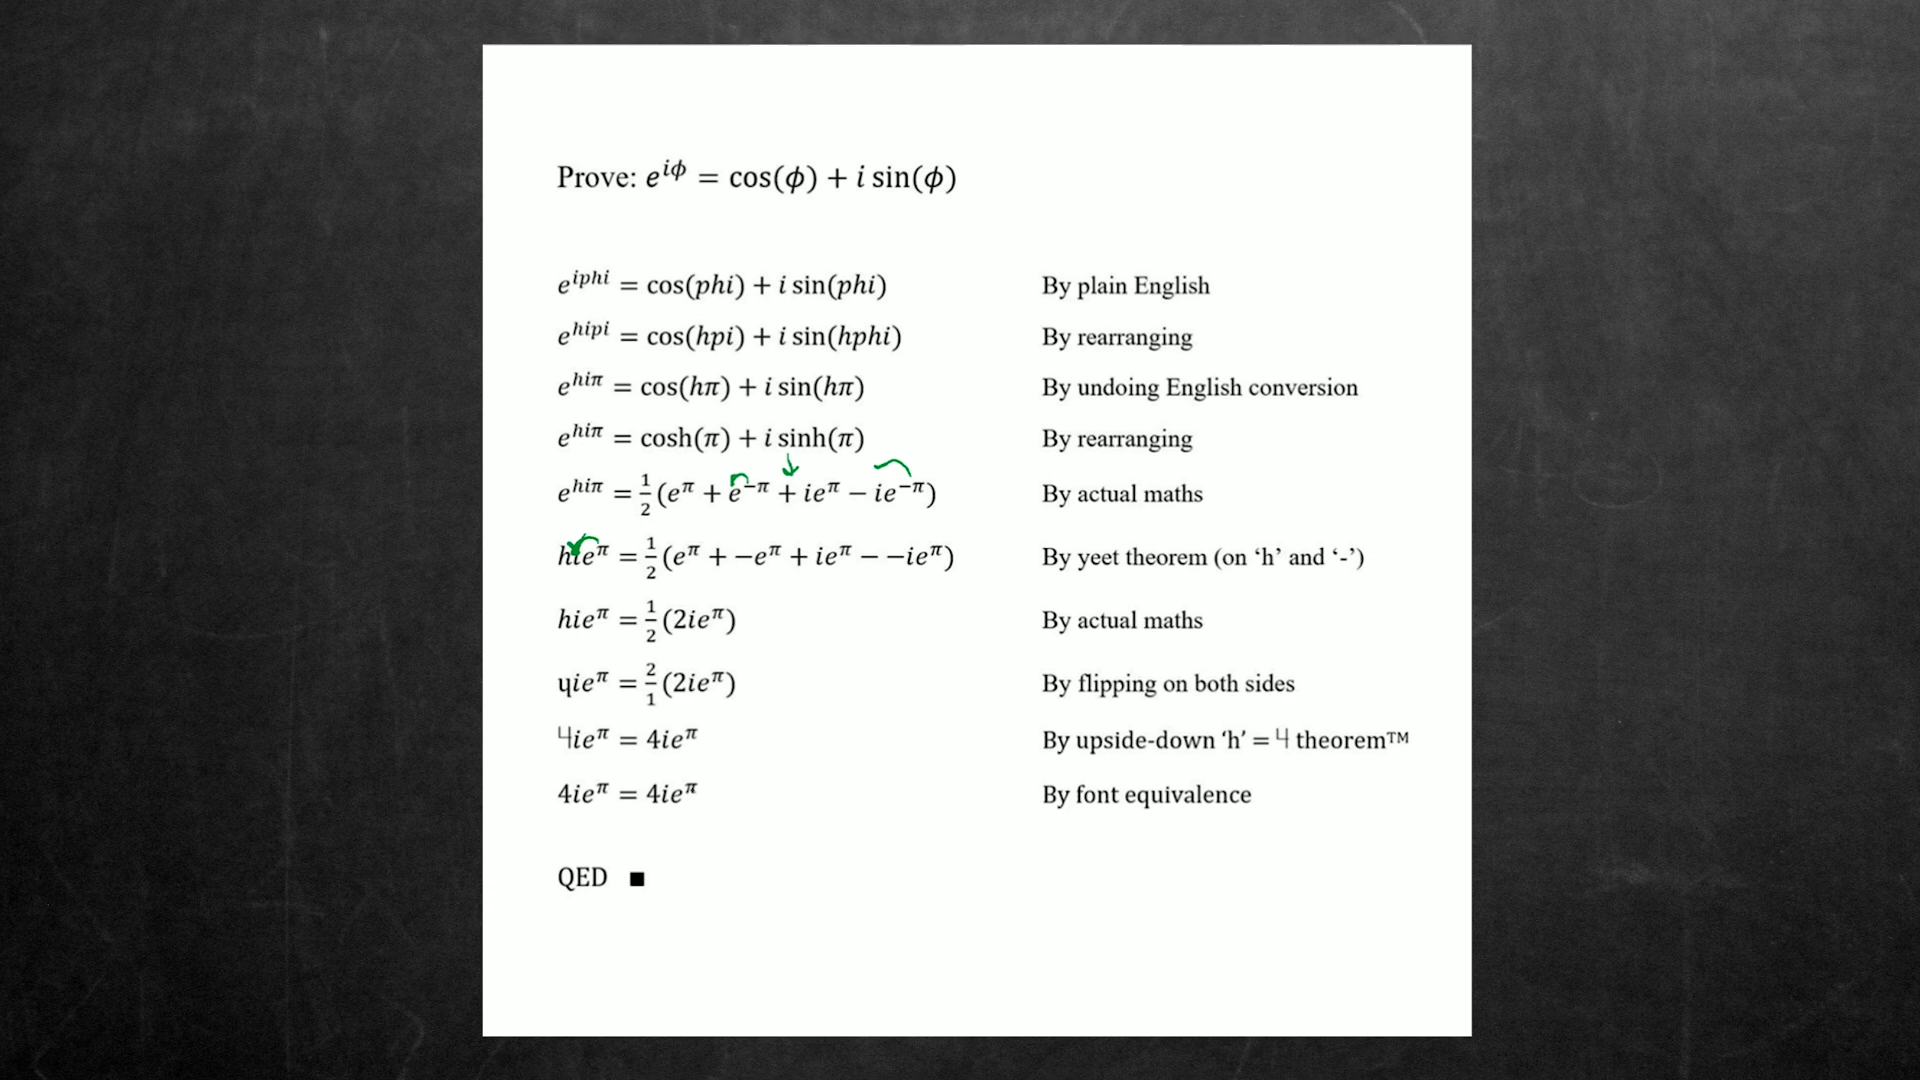 Prove: e^{iϕ} = cos(ϕ) + i sin(ϕ)
e^{iphi} = cos(phi) + i sin(phi) By plain English
e^{hipi} = cos(hpi) + i sin(hphi) By rearranging
e^{hiπ} = cos(hπ) + i sin(hπ) By undoing English conversion
e^{hiπ} = cosh(π) + i sinh(π) By rearranging
e^{hiπ} = 1/2 (e^π + e^{−π} + ie^π − ie^{−π}) By actual maths
hie^π = 1/2 (e^π + −e^π + ie^π − −ie^π) By yeet theorem (on ‘h’ and ‘-’)
hie^π = 1/2 (2ie^π) By actual maths
ɥie^π = 2/1 (2ie^π) By flipping on both sides
4ie^π = 4ie^π By upside-down ‘h’ = 4 theorem™
4ie^π = 4ie^π By font equivalence
QED ■